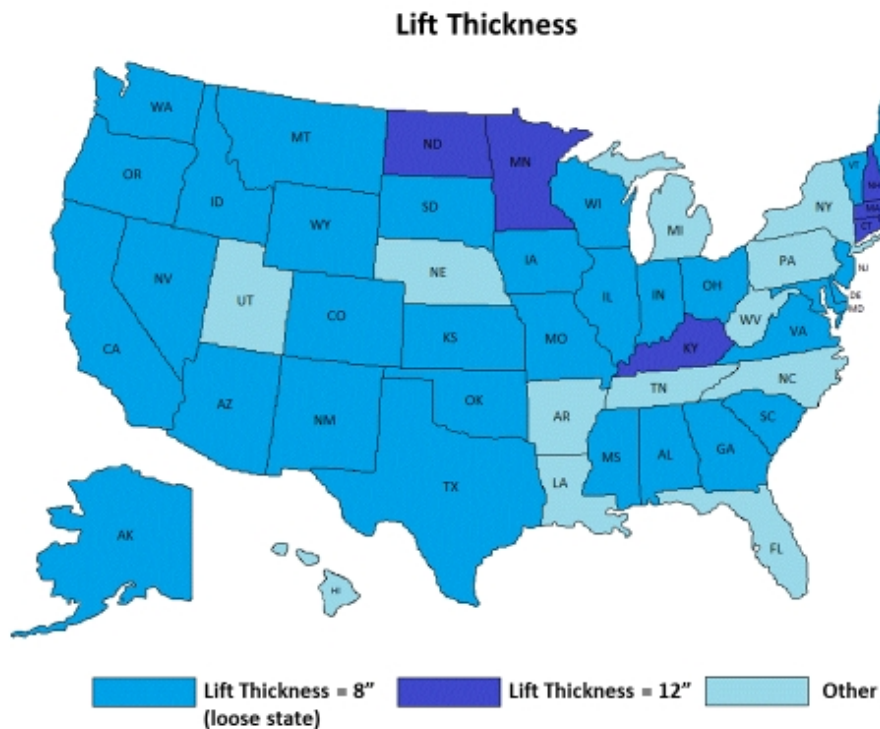 Lift Thickness
WA
MT
ND
MN
OR
ID
WY
SD
WI
MI
VT
NH
MA
CT
NY
NV
UT
CO
NE
IA
IL
IN
OH
PA
NJ
DE
MD
WV
VA
CA
KS
MO
KY
AZ
NM
OK
AR
TN
NC
TX
LA
MS
AL
GA
SC
FL
AK
HI
Lift Thickness = 8”
(loose state)
Lift Thickness = 12”
Other